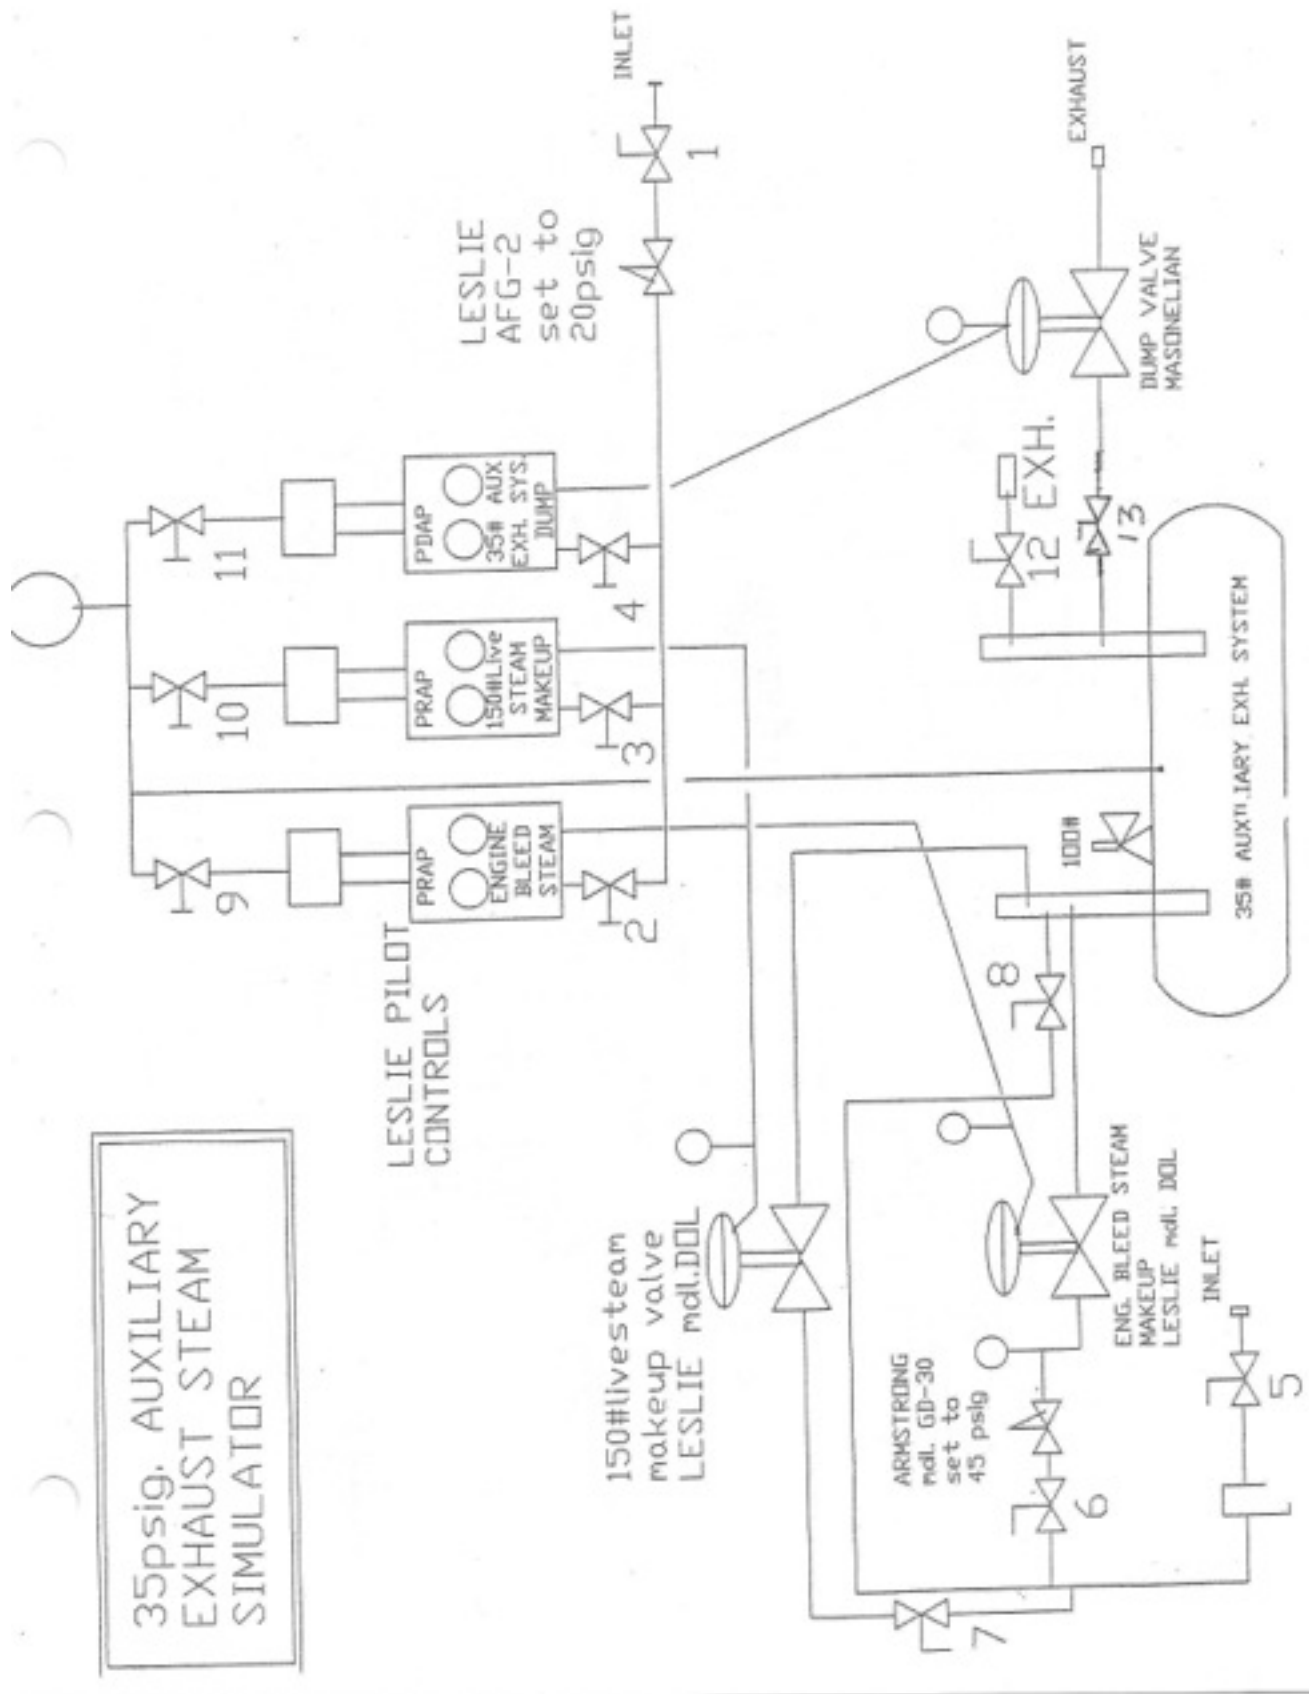 35psig. AUXILIARY
EXHAUST STEAM
SIMULATOR
LESLIE PILOT
CONTROLS
9
10
11
PRAP
ENGINE
BLEED
STEAM
PRAP
150#Live
STEAM
MAKEUP
PDAP
35# AUX
EXH. SYS.
DUMP
2
3
4
LESLIE
AFG-2
set to
20psig
INLET
1
150#livesteam
makeup valve
LESLIE mdl.DOL
7
ARMSTRONG
mdl. GD-30
set to
45 psig
6
ENG. BLEED STEAM
MAKEUP
LESLIE mdl. DOL
INLET
5
8
100#
35# AUXILIARY. EXH. SYSTEM
12
EXH.
13
DUMP VALVE
MASONELIAN
EXHAUST